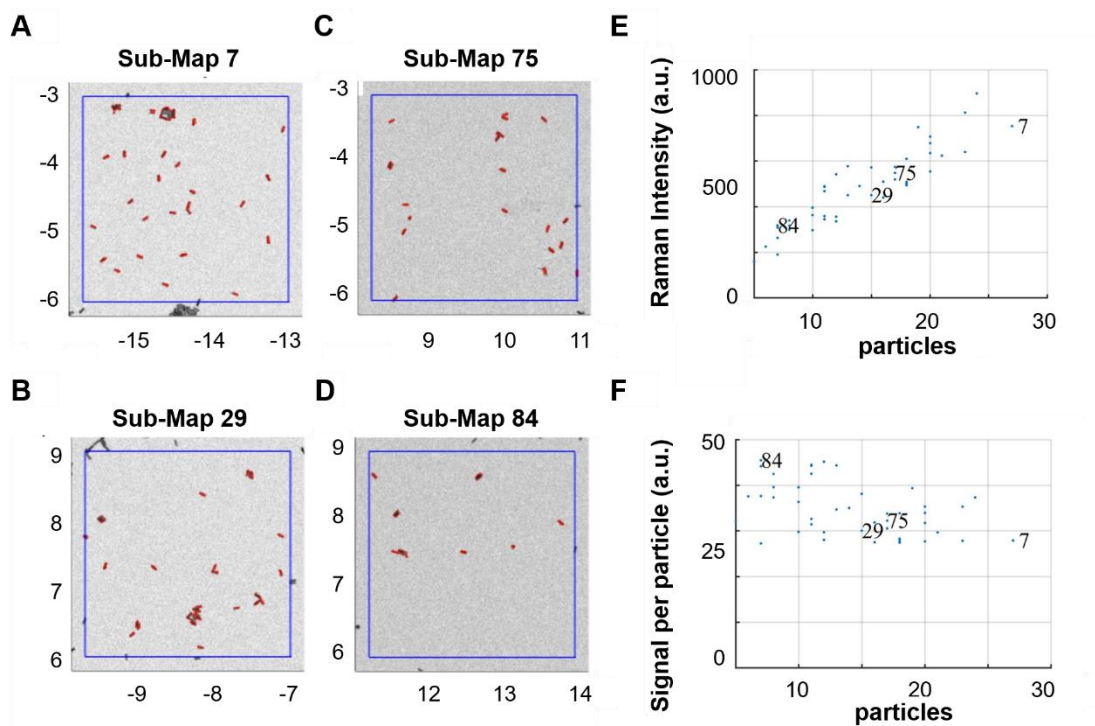 A
Sub-Map 7
-3
-4
-5
-6
-15 -14 -13
C
Sub-Map 75
-3
-4
-5
-6
9 10 11
E
Raman Intensity (a.u.)
1000
500
0
7
75
29
84
10 20 30
particles
B
Sub-Map 29
9
8
7
6
-9 -8 -7
D
Sub-Map 84
9
8
7
6
12 13 14
F
Signal per particle (a.u.)
50
25
0
84
75
29
7
10 20 30
particles